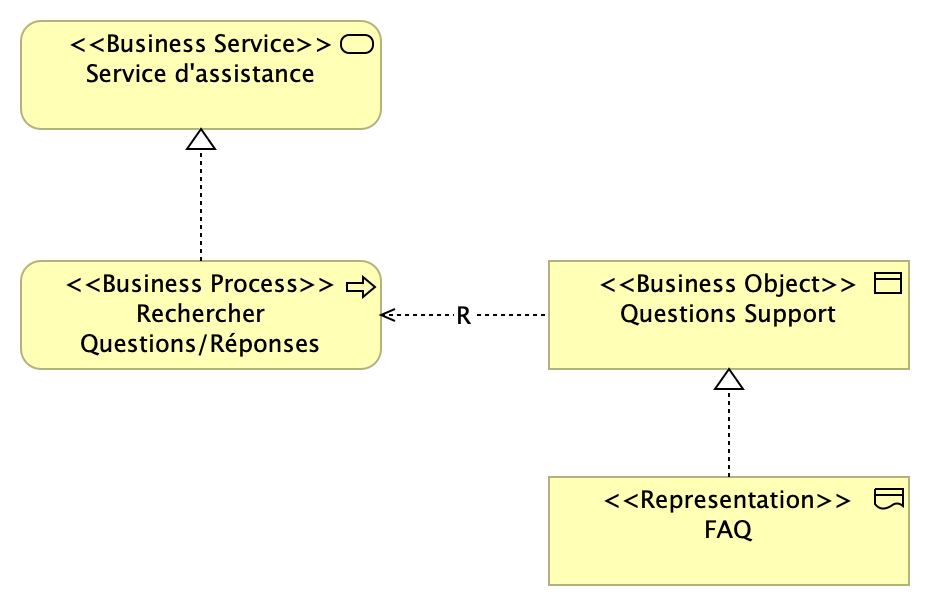 <<Business Service>>
Service d'assistance
<<Business Process>>
Rechercher
Questions/Réponses
R
<<Business Object>>
Questions Support
<<Representation>>
FAQ